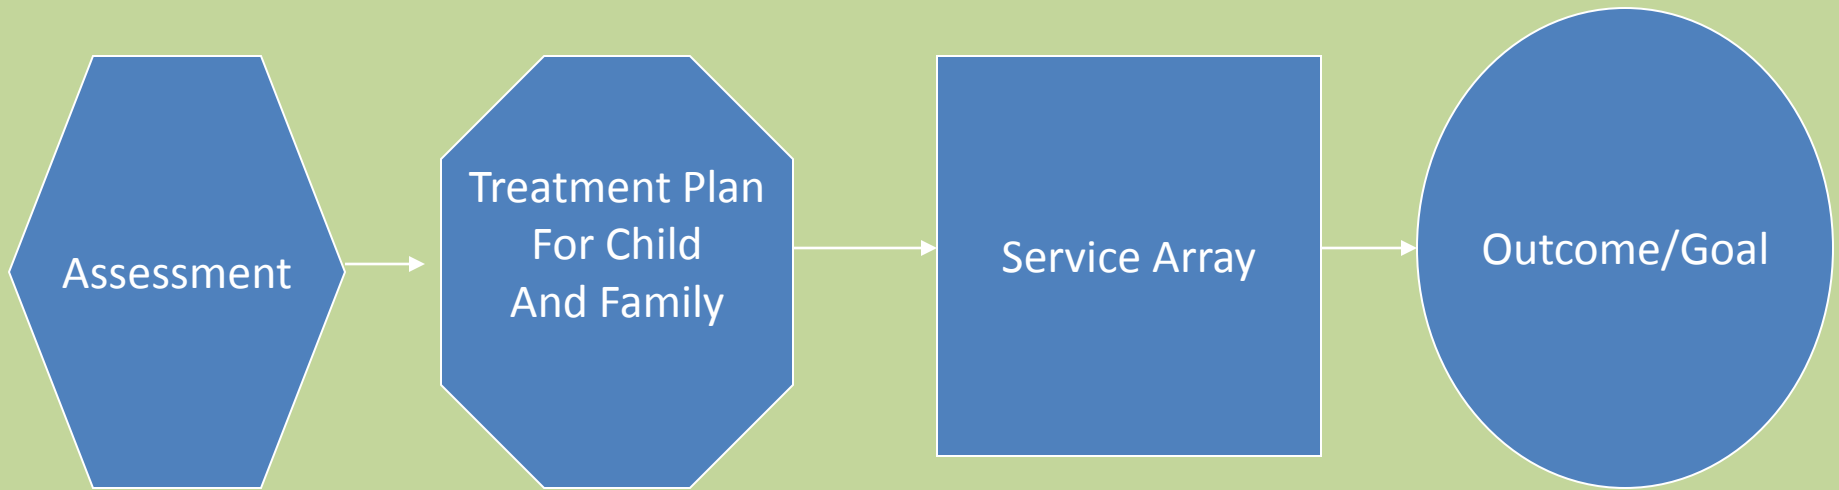 Assessment
Treatment Plan
For Child
And Family
Service Array
Outcome/Goal